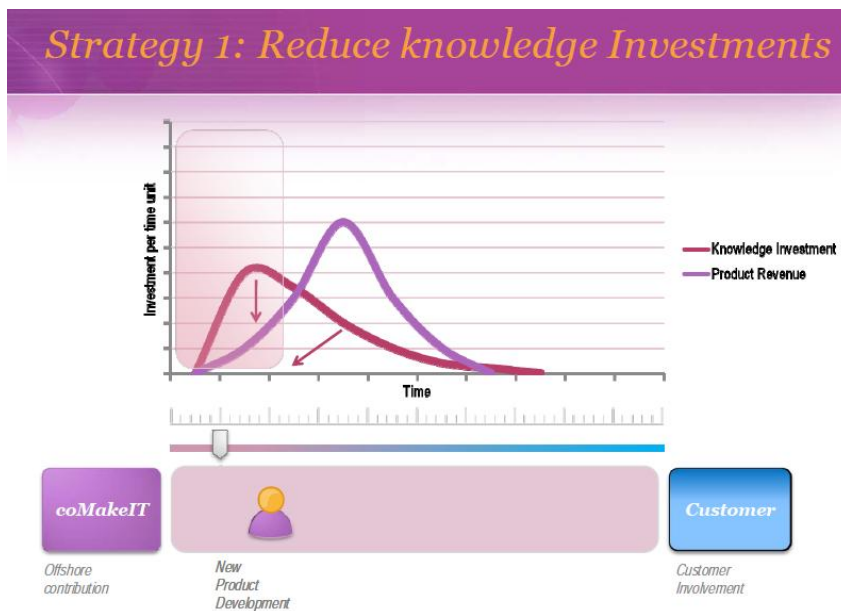 Strategy 1: Reduce knowledge Investments
Investment per time unit
Knowledge Investment
Product Revenue
Time
coMakeIT
Customer
Offshore
contribution
New
Product
Development
Customer
Involvement